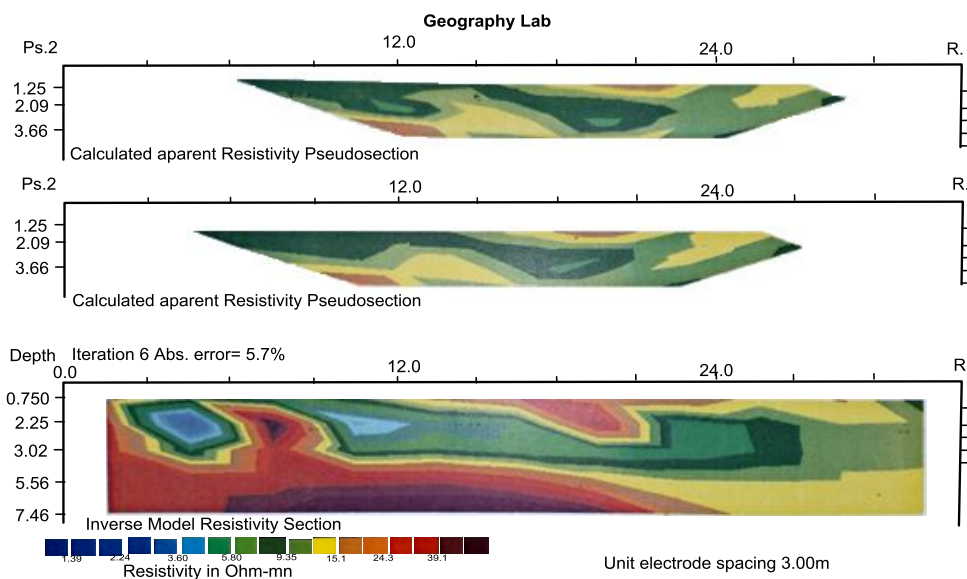 Geography Lab
Ps.2 12.0 24.0 R.
1.25
2.09
3.66
Calculated aparent Resistivity Pseudosection
Ps.2 12.0 24.0 R.
1.25
2.09
3.66
Calculated aparent Resistivity Pseudosection
Depth Iteration 6 Abs. error= 5.7%
0.0 12.0 24.0 R
0.750
2.25
3.02
5.56
7.46
Inverse Model Resistivity Section
1.39 2.24 3.60 5.80 9.35 15.1 24.3 39.1
Resistivity in Ohm-mn
Unit electrode spacing 3.00m